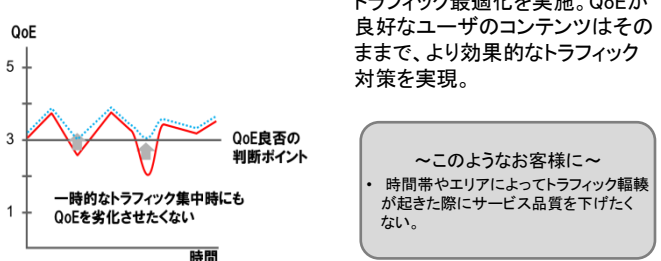 トラフィック最適化を実施。QoEが
良好なユーザのコンテンツはその
ままで、より効果的なトラフィック
対策を実現。
QoE
5
3
1
QoE良否の
判断ポイント
一時的なトラフィック集中時にも
QoEを劣化させたくない
時間
～このようなお客様に～
• 時間帯やエリアによってトラフィック輻輳
が起きた際にサービス品質を下げたく
ない。